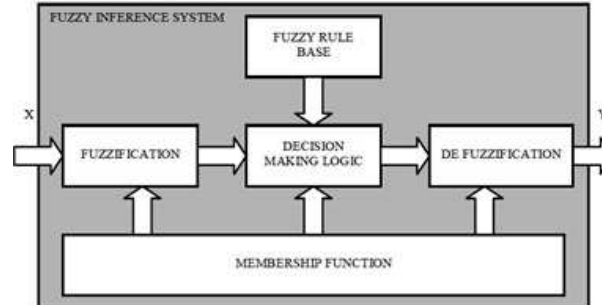 FUZZY INFERENCE SYSTEM
FUZZY RULE
BASE
X
Y
FUZZIFICATION
DECISION
MAKING LOGIC
DE FUZZIFICATION
MEMBERSHIP FUNCTION